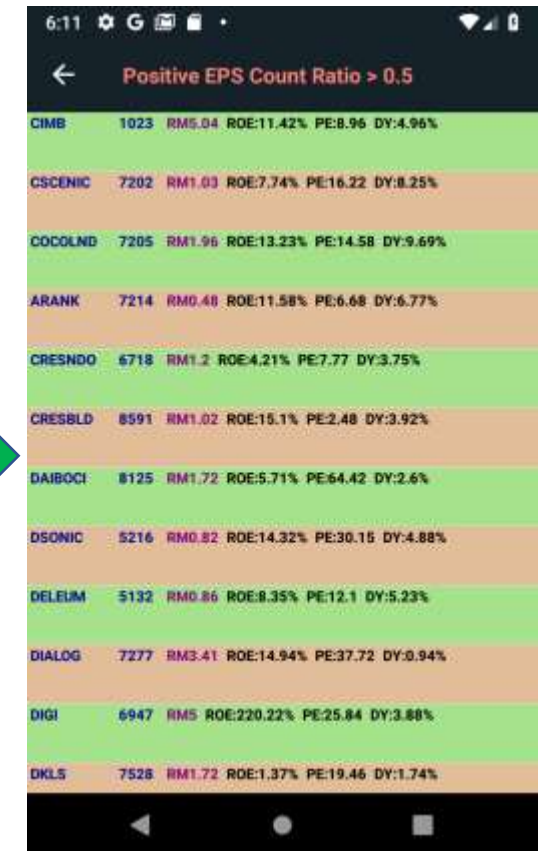 6:11 G
Positive EPS Count Ratio > 0.5
CIMB 1023 RM5.04 ROE:11.42% PE:8.96 DY:4.96%
CSCENIC 7202 RM1.03 ROE:7.74% PE:16.22 DY:8.25%
COCOLND 7205 RM1.96 ROE:13.23% PE:14.58 DY:9.69%
ARANK 7214 RM0.48 ROE:11.58% PE:6.68 DY:6.77%
CRESNDO 6718 RM1.2 ROE:4.21% PE:7.77 DY:3.75%
CRESBLD 8591 RM1.02 ROE:15.1% PE:2.48 DY:3.92%
DAIBOCI 8125 RM1.72 ROE:5.71% PE:64.42 DY:2.6%
DSONIC 5216 RM0.82 ROE:14.32% PE:30.15 DY:4.88%
DELEUM 5132 RM0.86 ROE:8.35% PE:12.1 DY:5.23%
DIALOG 7277 RM3.41 ROE:14.94% PE:37.72 DY:0.94%
DIGI 6947 RM5 ROE:220.22% PE:25.84 DY:3.88%
DKLS 7528 RM1.72 ROE:1.37% PE:19.46 DY:1.74%